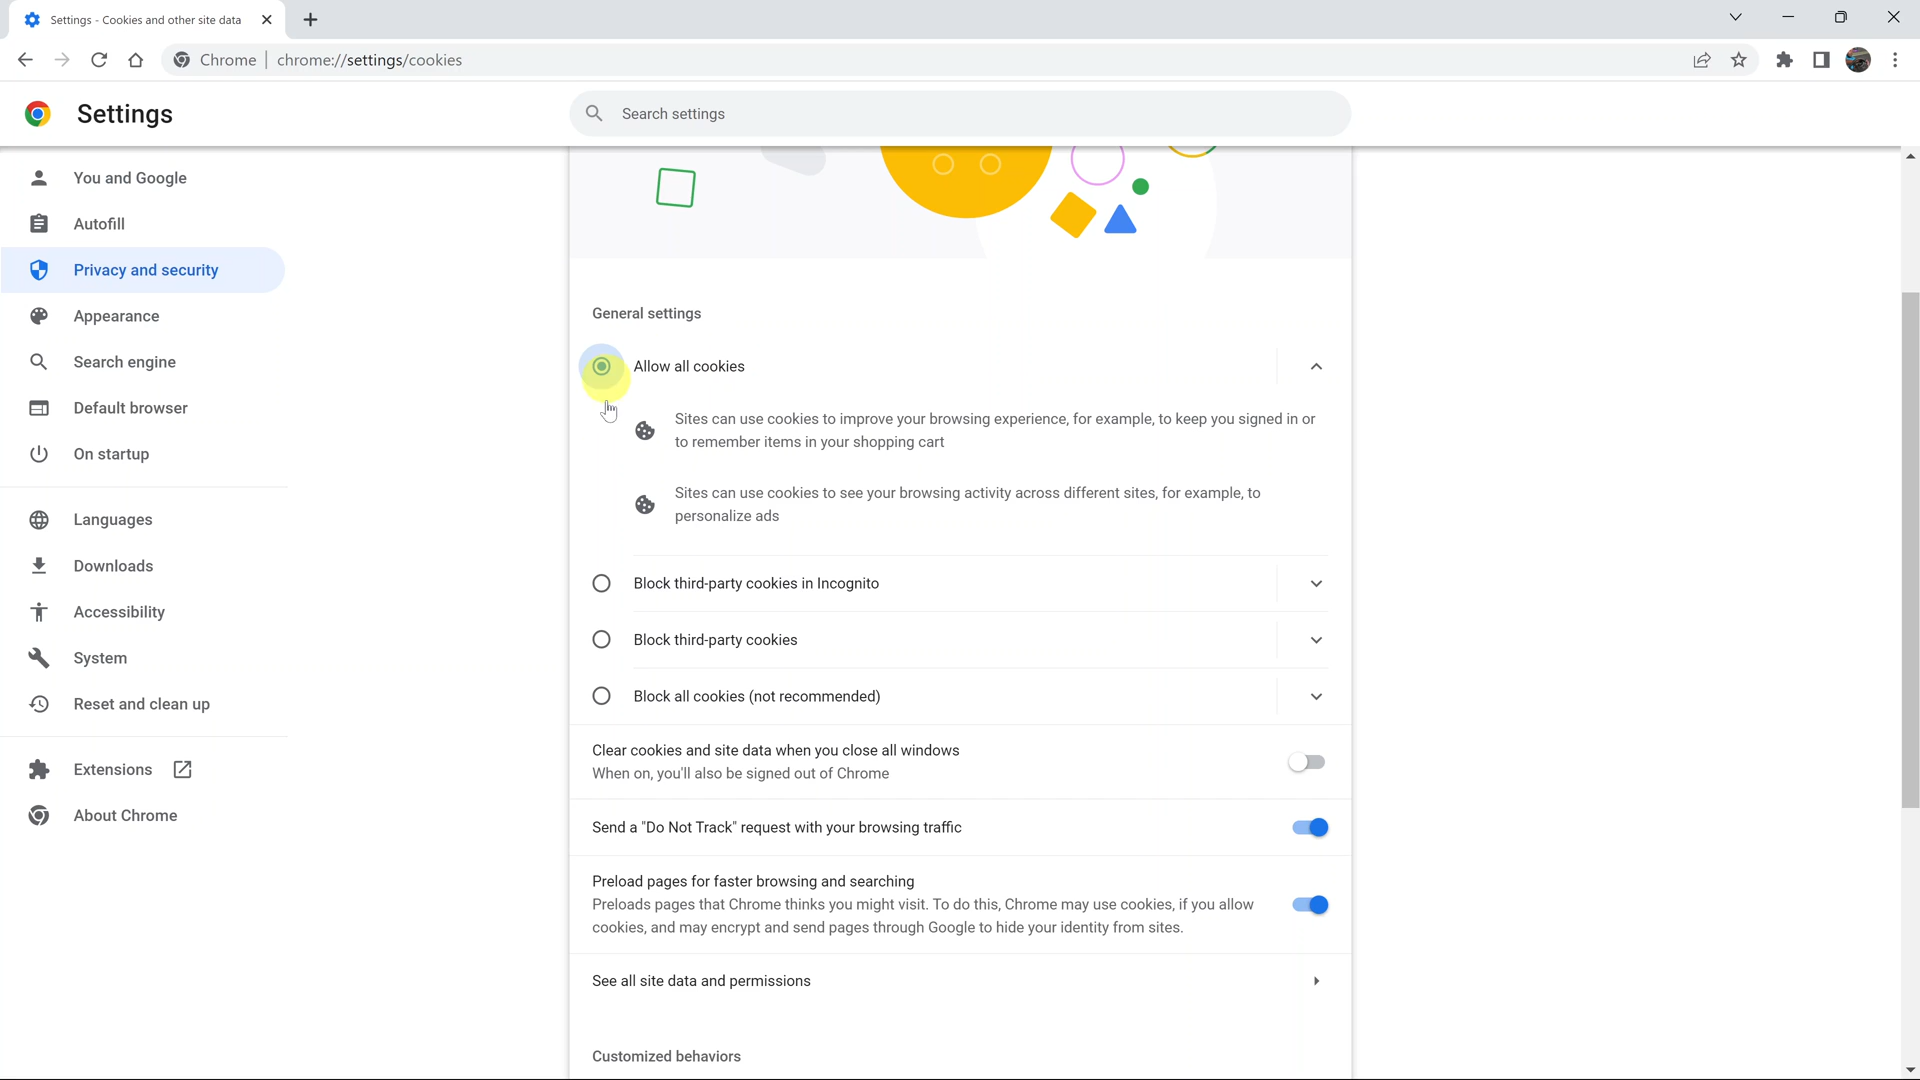 Settings - Cookies and other site data
Chrome | chrome://settings/cookies
Settings
Search settings
You and Google
Autofill
Privacy and security
Appearance
Search engine
Default browser
On startup
Languages
Downloads
Accessibility
System
Reset and clean up
Extensions
About Chrome
General settings
Allow all cookies
Sites can use cookies to improve your browsing experience, for example, to keep you signed in or
to remember items in your shopping cart
Sites can use cookies to see your browsing activity across different sites, for example, to
personalize ads
Block third-party cookies in Incognito
Block third-party cookies
Block all cookies (not recommended)
Clear cookies and site data when you close all windows
When on, you'll also be signed out of Chrome
Send a "Do Not Track" request with your browsing traffic
Preload pages for faster browsing and searching
Preloads pages that Chrome thinks you might visit. To do this, Chrome may use cookies, if you allow
cookies, and may encrypt and send pages through Google to hide your identity from sites.
See all site data and permissions
Customized behaviors